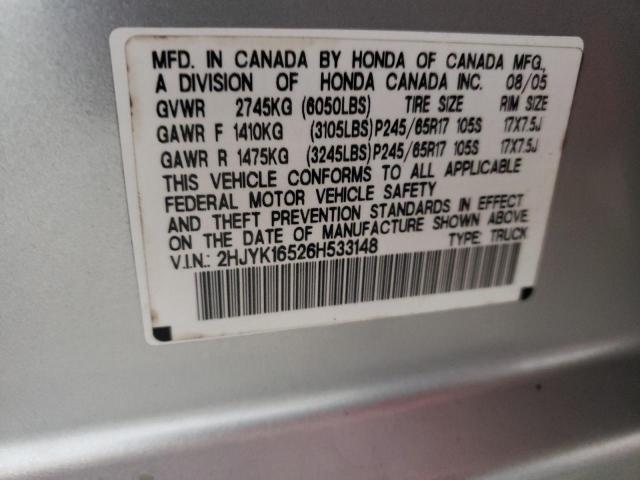 MFD. IN CANADA BY HONDA OF CANADA MFG.,
A DIVISION OF HONDA CANADA INC. 08/05
GVWR 2745KG (6050LBS) TIRE SIZE RIM SIZE
GAWR F 1410KG (3105LBS)P245/65R17 105S 17X7.5J
GAWR R 1475KG (3245LBS)P245/65R17 105S 17X7.5J
THIS VEHICLE CONFORMS TO ALL APPLICABLE
FEDERAL MOTOR VEHICLE SAFETY
AND THEFT PREVENTION STANDARDS IN EFFECT
ON THE DATE OF MANUFACTURE SHOWN ABOVE
V.I.N.: 2HJYK16526H533148 TYPE: TRUCK